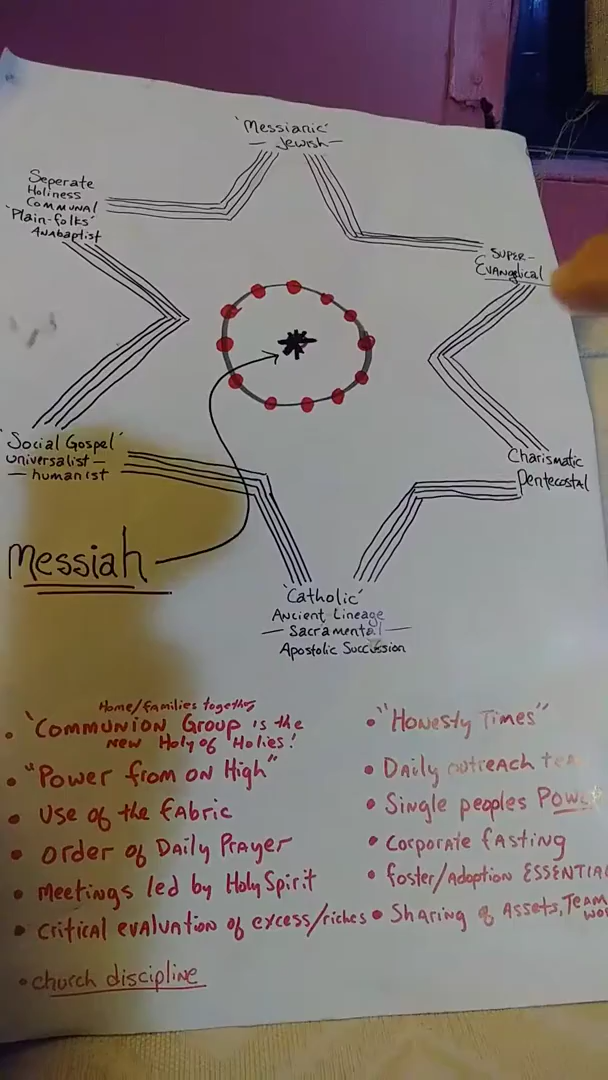 'Messianic'
— Jewish —
Seperate
Holiness
Communal
'Plain-folks'
Anabaptist
SUPER-
Evangelical
'Social Gospel'
universalist —
— humanist
Charismatic
Pentecostal
Messiah
'Catholic'
Ancient Lineage
— Sacramental —
Apostolic Succession
Home/families together
• "Communion Group is the
new Holy of Holies!
• "Power from on High"
• Use of the Fabric
• Order of Daily Prayer
• Meetings led by Holy Spirit
• Critical evaluation of excess/riches
• church discipline
• "Honesty Times"
• Daily outreach
• Single peoples Power
• Corporate fasting
• foster/Adoption ESSENTIAL
• Sharing of Assets, Team